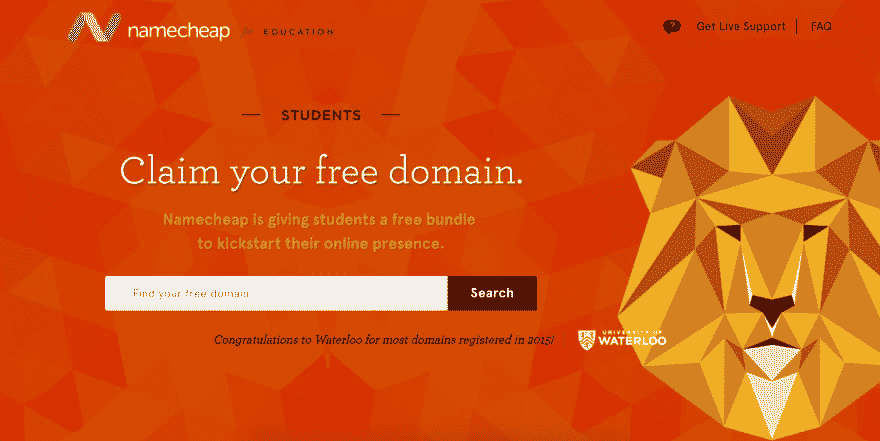 namecheap for EDUCATION
Get Live Support
FAQ
STUDENTS
Claim your free domain.
Namecheap is giving students a free bundle
to kickstart their online presence.
Find your free domain
Search
Congratulations to Waterloo for most domains registered in 2015!
UNIVERSITY OF
WATERLOO